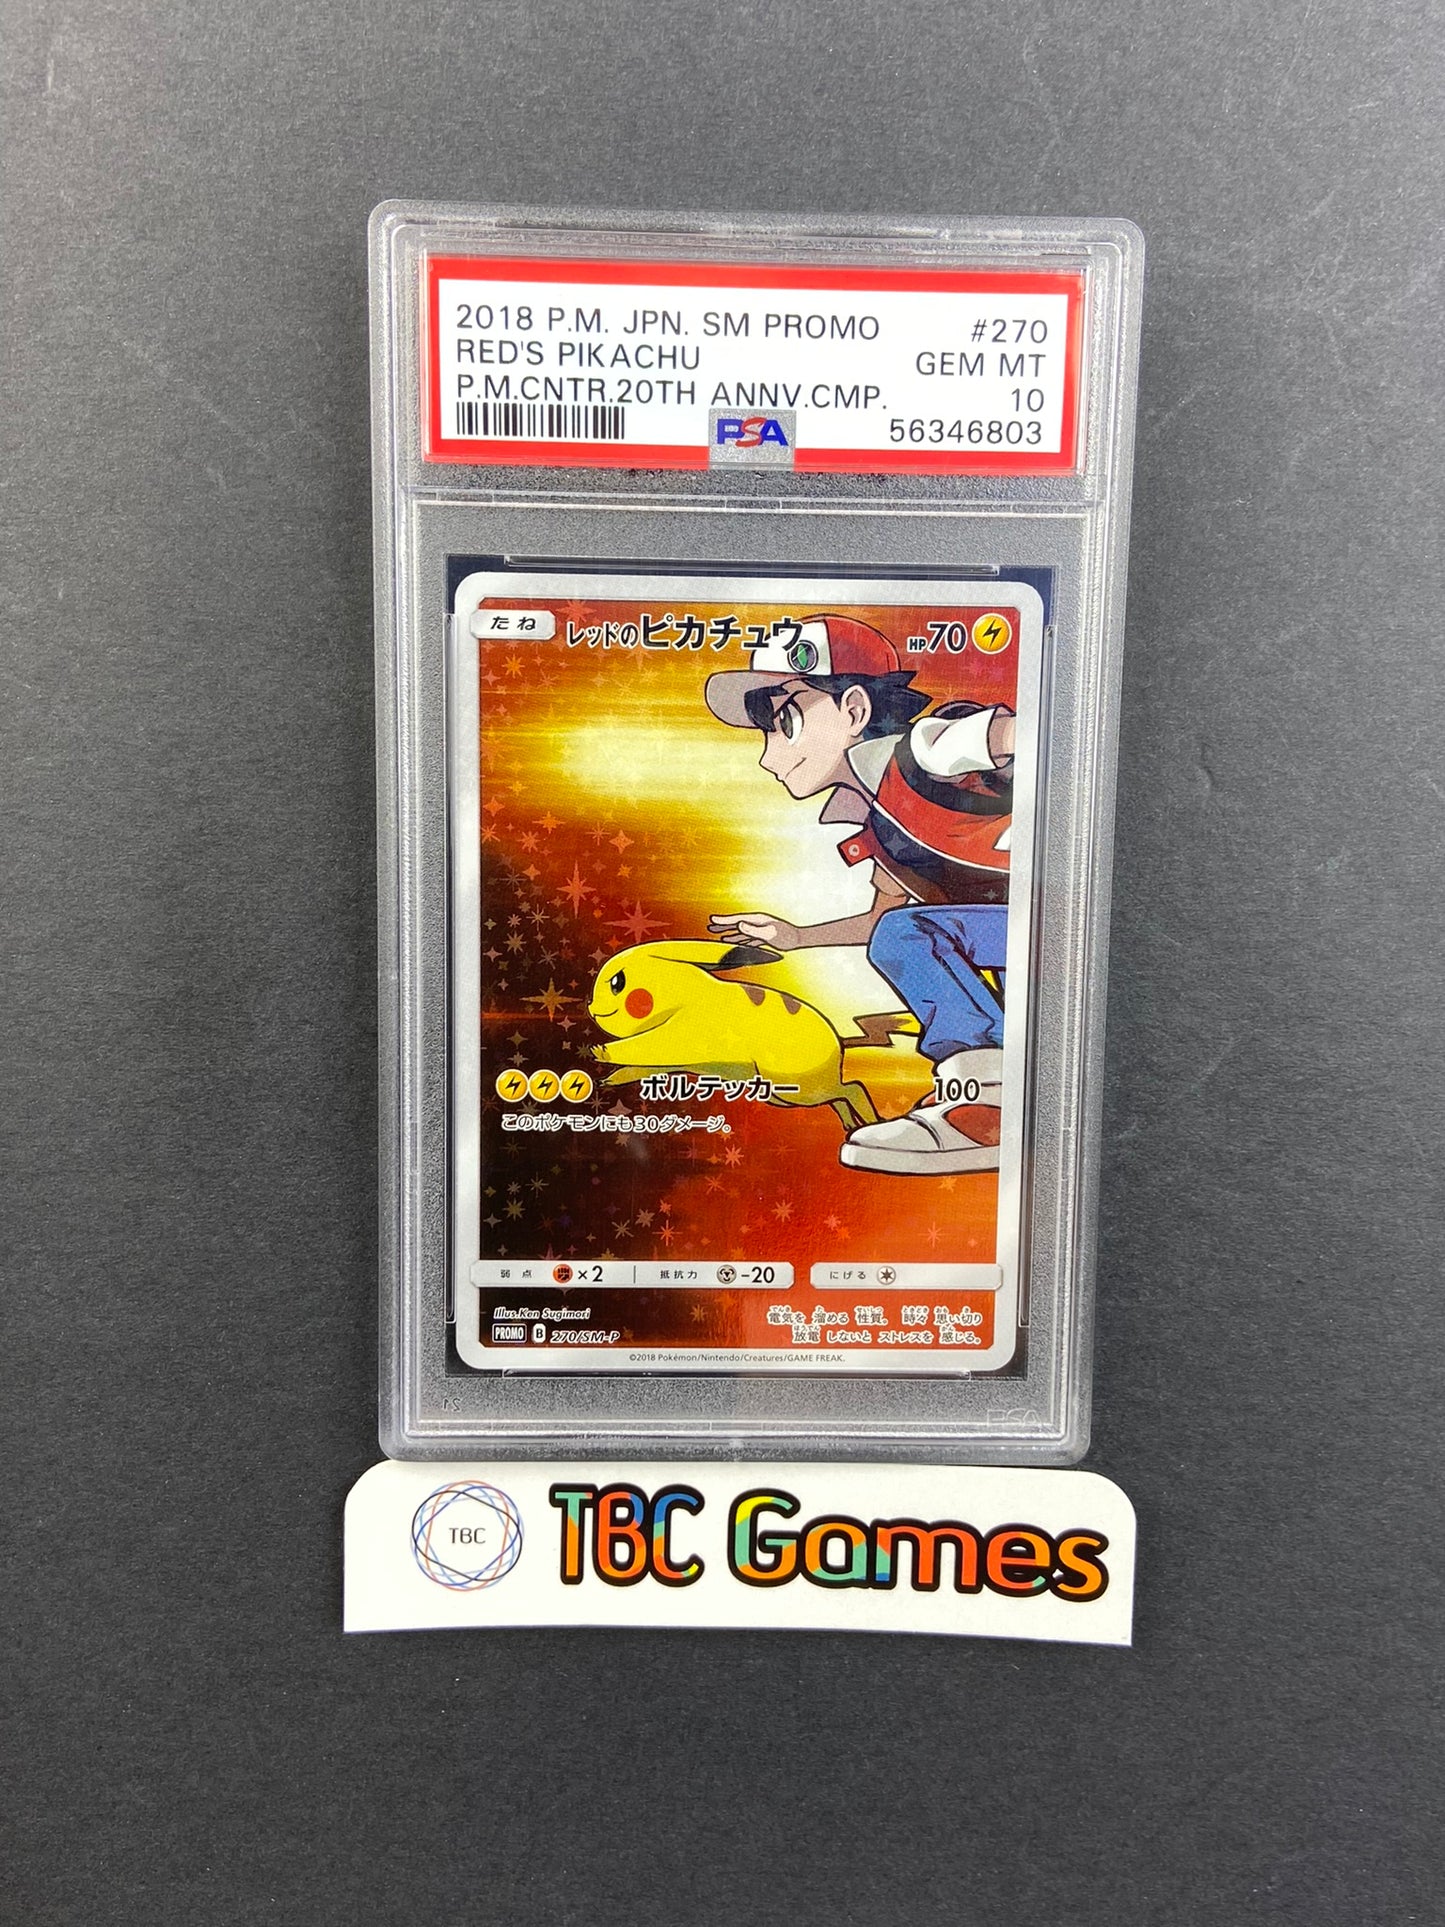 2018 P.M. JPN. SM PROMO #270
RED'S PIKACHU GEM MT
P.M.CNTR.20TH ANNV.CMP. 10
PSA 56346803
たね レッドのピカチュウ HP70
ボルテッカー 100
このポケモンにも30ダメージ。
弱点 ×2 抵抗力 -20 にげる
Illus.Ken Sugimori
電気を 溜める 性質。 時々 思い切り
PROMO B 270/SM-P 放電 しないと ストレスを 感じる。
©2018 Pokémon/Nintendo/Creatures/GAME FREAK.
PSA
TBC TBC Games